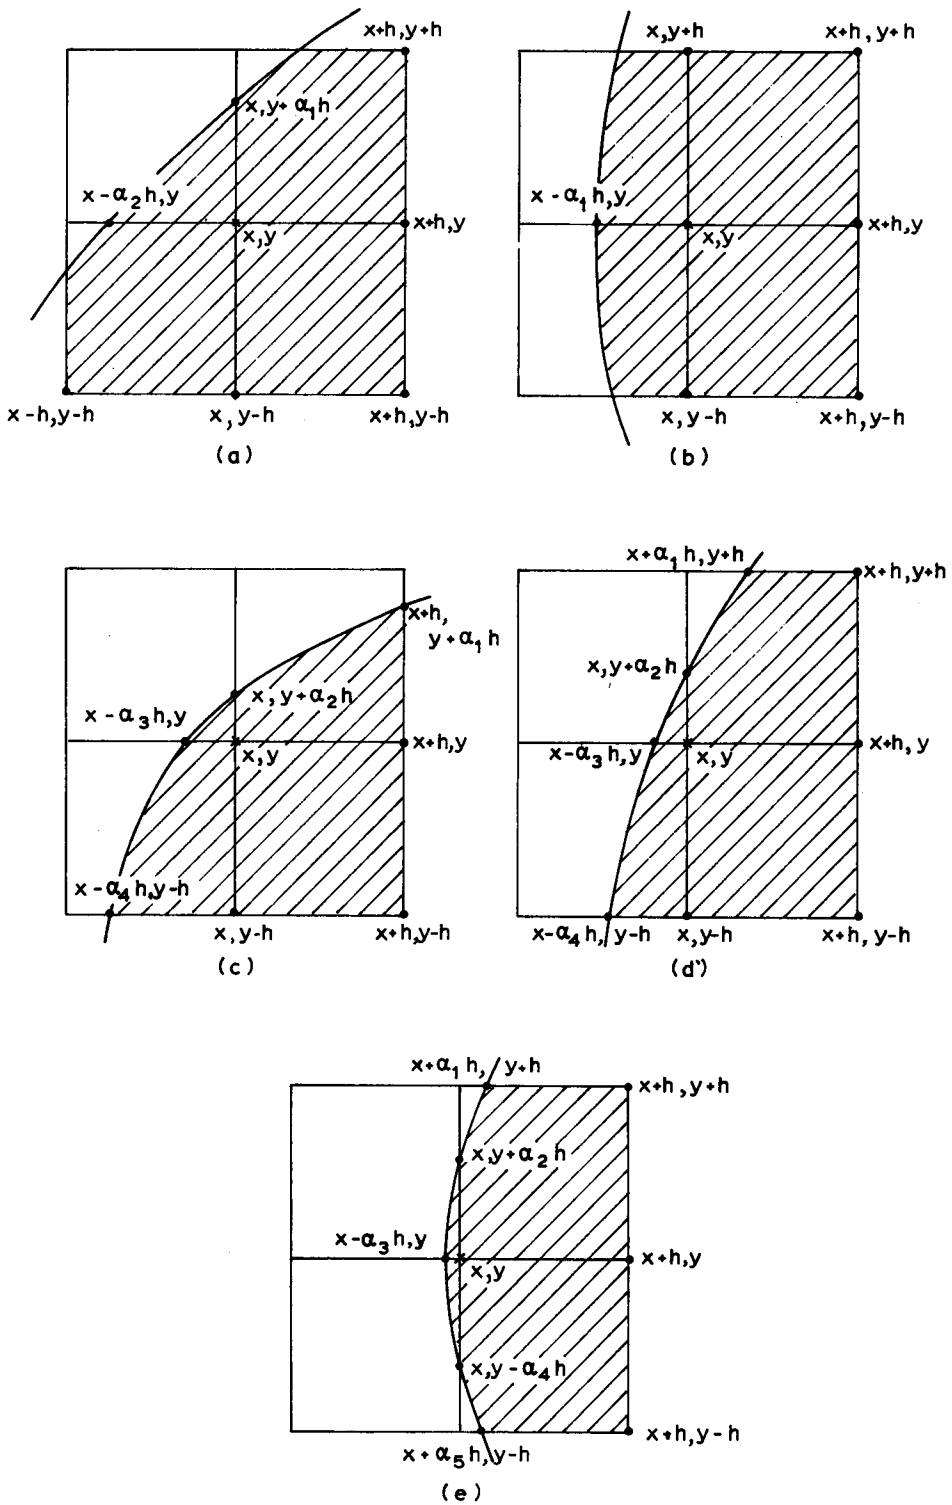 x+h, y+h
x, y+α₁h
x-α₂h, y
x, y
x+h, y
x-h, y-h
x, y-h
x+h, y-h
(a)
x, y+h
x+h, y+h
x-α₁h, y
x, y
x+h, y
x, y-h
x+h, y-h
(b)
x+h,
y+α₁h
x, y+α₂h
x-α₃h, y
x, y
x+h, y
x-α₄h, y-h
x, y-h
x+h, y-h
(c)
x+α₁h, y+h
x+h, y+h
x, y+α₂h
x-α₃h, y
x, y
x+h, y
x-α₄h, y-h
x, y-h
x+h, y-h
(d)
x+α₁h, y+h
x+h, y+h
x, y+α₂h
x-α₃h, y
x, y
x+h, y
x, y-α₄h
x+α₅h, y-h
x+h, y-h
(e)